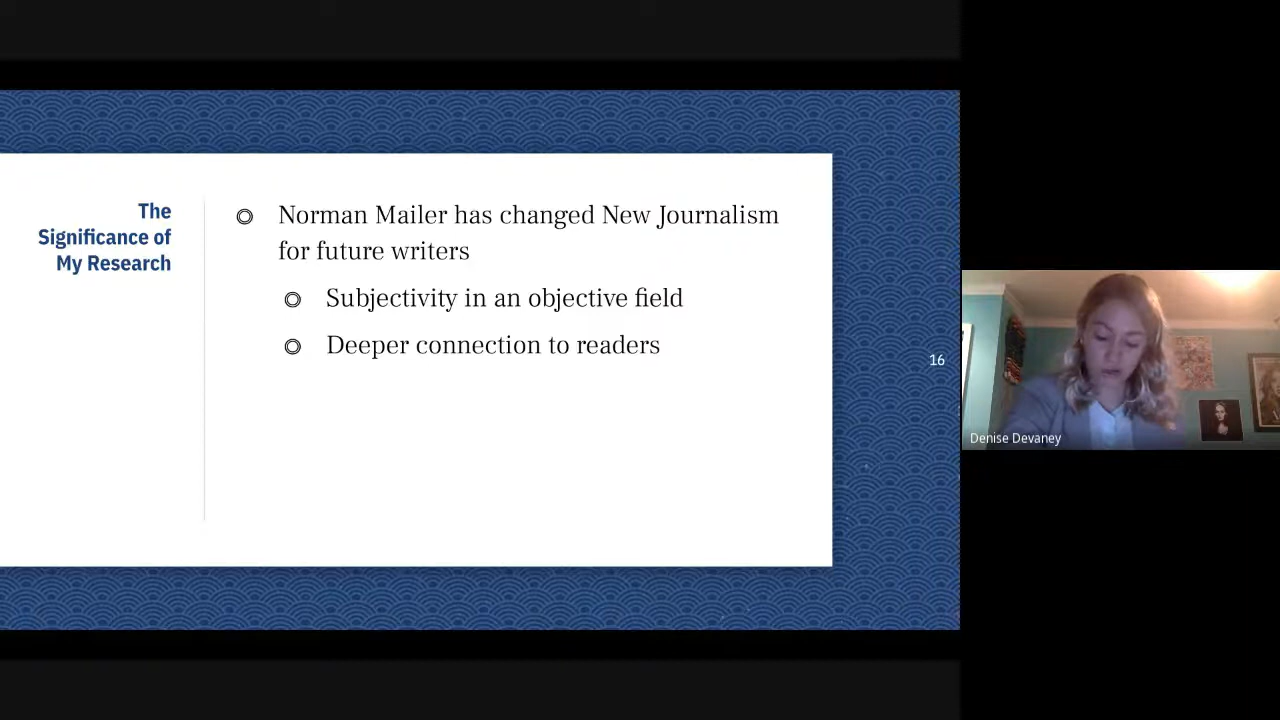 The
Significance of
My Research
Norman Mailer has changed New Journalism
for future writers
Subjectivity in an objective field
Deeper connection to readers
16
Denise Devaney